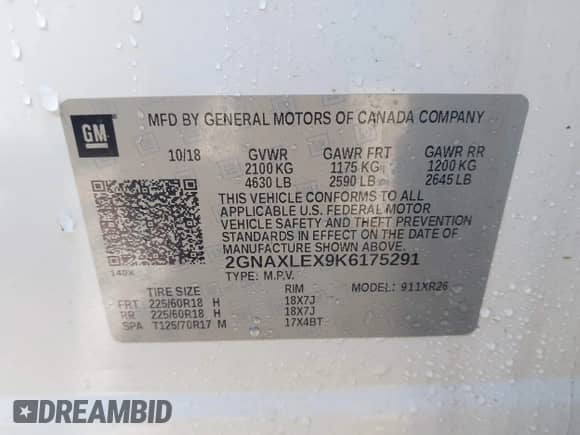 GM
MFD BY GENERAL MOTORS OF CANADA COMPANY
10/18 GVWR GAWR FRT GAWR RR
2100 KG 1175 KG 1200 KG
4630 LB 2590 LB 2645 LB
THIS VEHICLE CONFORMS TO ALL
APPLICABLE U.S. FEDERAL MOTOR
VEHICLE SAFETY AND THEFT PREVENTION
STANDARDS IN EFFECT ON THE DATE OF
MANUFACTURE SHOWN ABOVE.
149X 2GNAXLEX9K6175291
TYPE: M.P.V. MODEL: 911XR26
TIRE SIZE RIM
FRT 225/60R18 H 18X7J
RR 225/60R18 H 18X7J
SPA T125/70R17 M 17X4BT
DREAMBID